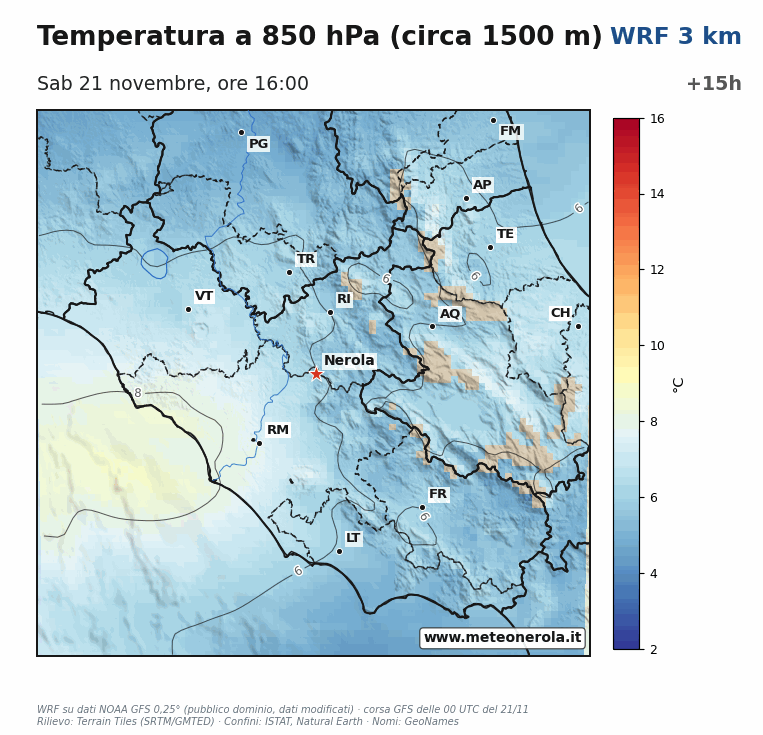 Temperatura a 850 hPa (circa 1500 m) WRF 3 km
Sab 21 novembre, ore 16:00 +15h
FM
PG
AP
6
TE
TR
6
6
VT
RI
AQ
CH
Nerola
8
RM
FR
6
LT
6
www.meteonerola.it
16
14
12
10
8
6
4
2
°C
WRF su dati NOAA GFS 0,25° (pubblico dominio, dati modificati) · corsa GFS delle 00 UTC del 21/11
Rilievo: Terrain Tiles (SRTM/GMTED) · Confini: ISTAT, Natural Earth · Nomi: GeoNames